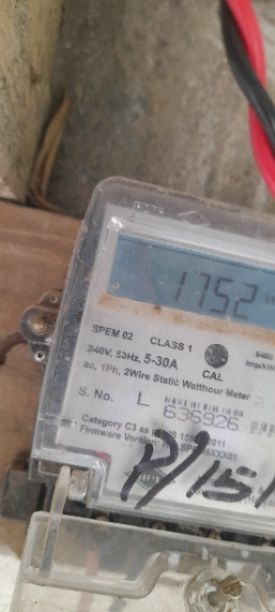 1752
SPEM 02 CLASS 1
240V, 50Hz, 5-30A CAL
ac, 1Ph, 2Wire Static Watthour Meter
S. No. L 636926
Category C3 as 2011
Firmware Version:
P/15